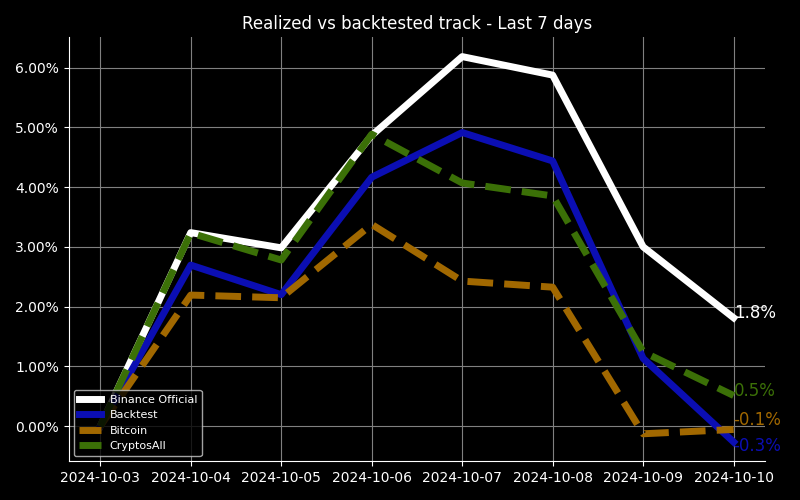 Realized vs backtested track - Last 7 days
6.00%
5.00%
4.00%
3.00%
2.00%
1.00%
0.00%
1.8%
0.5%
-0.1%
-0.3%
Binance Official
Backtest
Bitcoin
CryptosAll
2024-10-03 2024-10-04 2024-10-05 2024-10-06 2024-10-07 2024-10-08 2024-10-09 2024-10-10